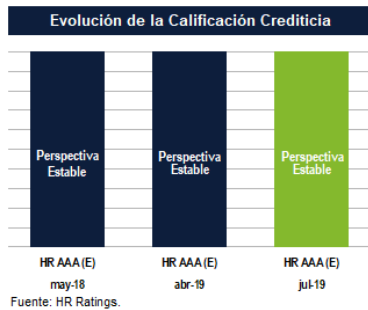 Evolución de la Calificación Crediticia
Perspectiva Estable
Perspectiva Estable
Perspectiva Estable
HR AAA (E) HR AAA (E) HR AAA (E)
may-18 abr-19 jul-19
Fuente: HR Ratings.